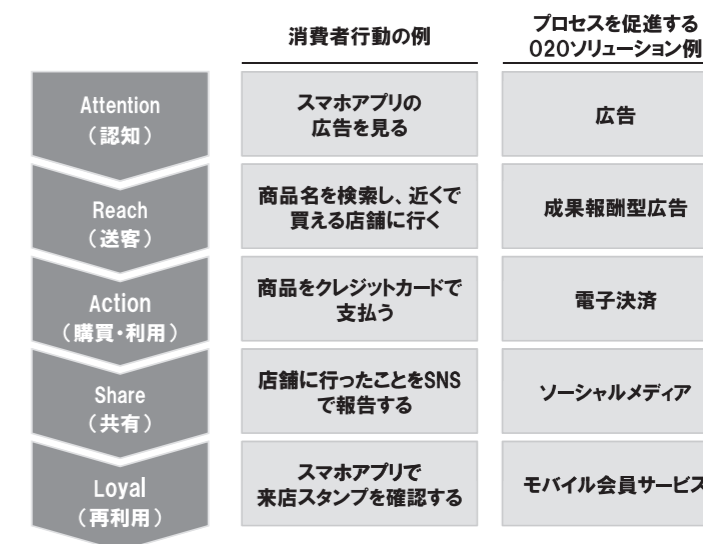 消費者行動の例
プロセスを促進する
O2Oソリューション例
Attention
（認知）
スマホアプリの
広告を見る
広告
Reach
（送客）
商品名を検索し、近くで
買える店舗に行く
成果報酬型広告
Action
（購買・利用）
商品をクレジットカードで
支払う
電子決済
Share
（共有）
店舗に行ったことをSNS
で報告する
ソーシャルメディア
Loyal
（再利用）
スマホアプリで
来店スタンプを確認する
モバイル会員サービス